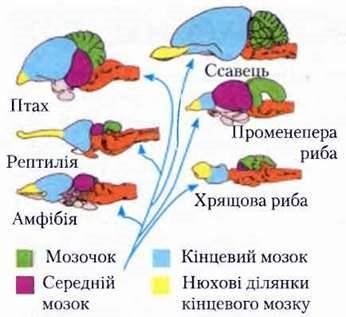 Ссавець
Птах
Променепера
риба
Рептилія
Хрящова риба
Амфібія
Мозочок
Кінцевий мозок
Середній
мозок
Нюхові ділянки
кінцевого мозку